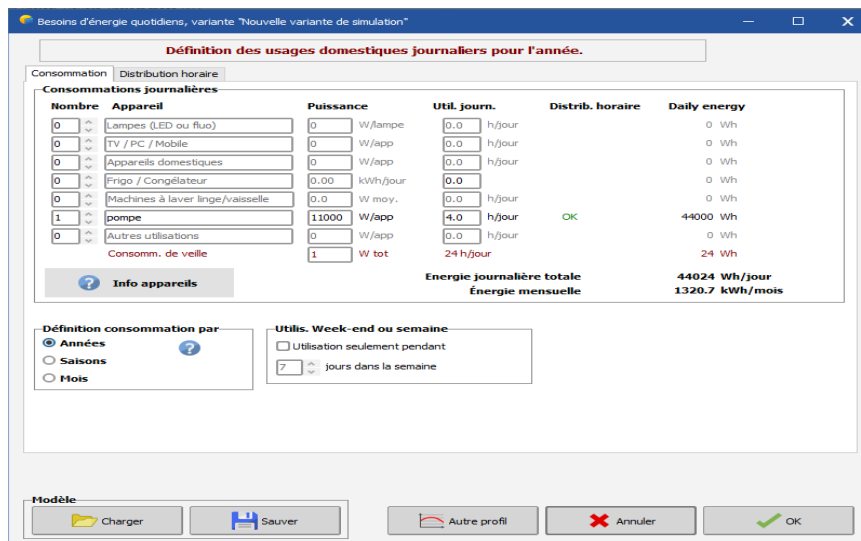 Besoins d'énergie quotidiens, variante "Nouvelle variante de simulation"
Définition des usages domestiques journaliers pour l'année.
Consommation Distribution horaire
Consommations journalières
Nombre Appareil Puissance Util. journ. Distrib. horaire Daily energy
0 Lampes (LED ou fluo) 0 W/lampe 0.0 h/jour 0 Wh
0 TV / PC / Mobile 0 W/app 0.0 h/jour 0 Wh
0 Appareils domestiques 0 W/app 0.0 h/jour 0 Wh
0 Frigo / Congélateur 0.00 kWh/jour 0.0 0 Wh
0 Machines à laver linge/vaisselle 0.0 W moy. 0.0 h/jour 0 Wh
1 pompe 11000 W/app 4.0 h/jour OK 44000 Wh
0 Autres utilisations 0 W/app 0.0 h/jour 0 Wh
Consomm. de veille 1 W tot 24 h/jour 24 Wh
? Info appareils
Energie journalière totale 44024 Wh/jour
Énergie mensuelle 1320.7 kWh/mois
Définition consommation par
Années
Saisons
Mois
?
Utilis. Week-end ou semaine
Utilisation seulement pendant
7 jours dans la semaine
Modèle
Charger Sauver Autre profil Annuler OK